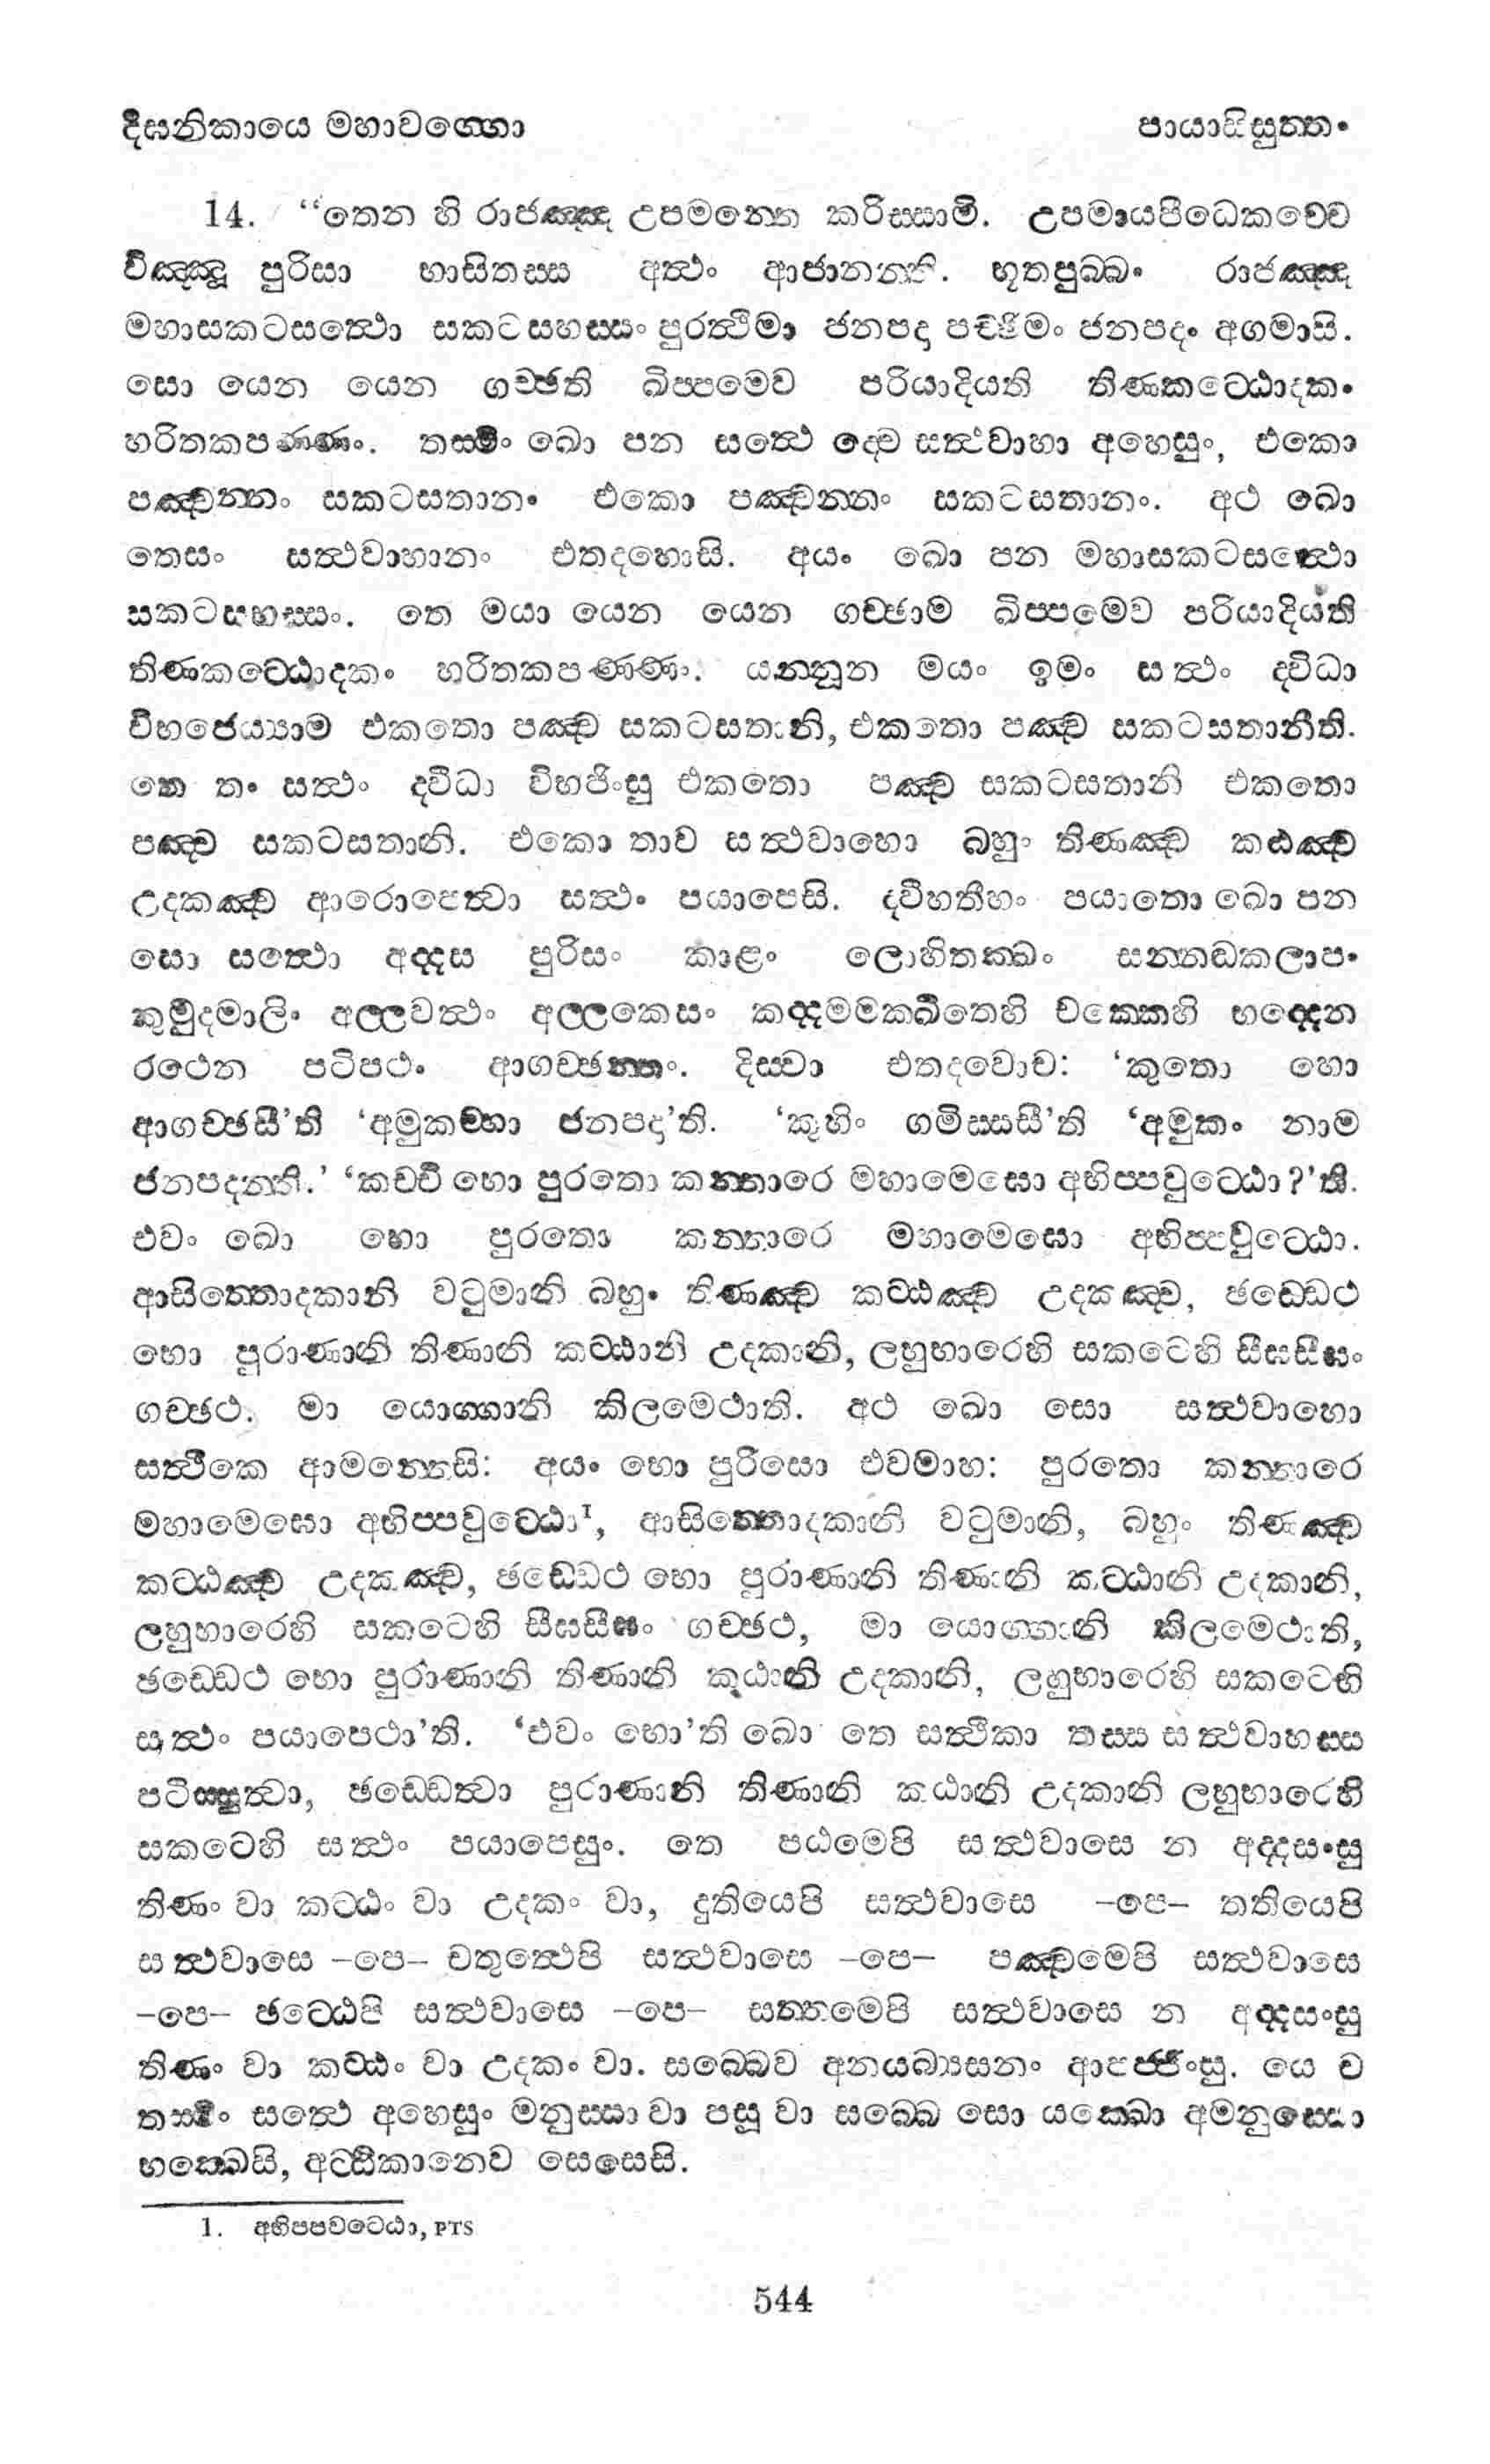 දීඝනිකායෙ මහාවග්ගො පායාසිසුත්තං
14. “තෙන හි රාජඤ්ඤ උපමන්තෙ කරිස්සාමි. උපමායපිධෙකච්චෙ
විඤ්ඤූ පුරිසා භාසිතස්ස අත්ථං ආජානන්ති. භූතපුබ්බං රාජඤ්ඤ
මහාසකටසත්ථො සකටසහස්සං පුරත්ථිමා ජනපදා පච්ඡිමං ජනපදං අගමාසි.
සො යෙන යෙන ගච්ඡති ඛිප්පමෙව පරියාදියති තිණකට්ඨොදකං
හරිතකපණ්ණං. තස්මිං ඛො පන සත්ථෙ ද්වෙ සත්ථවාහා අහෙසුං, එකො
පඤ්චන්නං සකටසතානං එකො පඤ්චන්නං සකටසතානං. අථ ඛො
තෙසං සත්ථවාහානං එතදහොසි. අයං ඛො පන මහාසකටසත්ථො
සකටසහස්සං. තෙ මයා යෙන යෙන ගච්ඡාම ඛිප්පමෙව පරියාදියති
තිණකට්ඨොදකං හරිතකපණ්ණං. යන්නූන මයං ඉමං සත්ථං ද්විධා
විභජෙය්‍යාම එකතො පඤ්ච සකටසතානි, එකතො පඤ්ච සකටසතානීති.
තෙ තං සත්ථං ද්විධා විභජිංසු එකතො පඤ්ච සකටසතානි එකතො
පඤ්ච සකටසතානි. එකො තාව සත්ථවාහො බහුං තිණඤ්ච කට්ඨඤ්ච
උදකඤ්ච ආරොපෙත්වා සත්ථං පයාපෙසි. ද්වීහතීහං පයාතො ඛො පන
සො සත්ථො අද්දස පුරිසං කාළං ලොහිතක්ඛං සන්නද්ධකලාපං
කුමුදමාලිං අල්ලවත්ථං අල්ලකෙසං කද්දමමක්ඛිතෙහි චක්කෙහි භද්දෙන
රථෙන පටිපථං ආගච්ඡන්තං. දිස්වා එතදවොච: ‘කුතො භො
ආගච්ඡසී’ති ‘අමුකම්හා ජනපදා’ති. ‘කුහිං ගමිස්සසී’ති ‘අමුකං නාම
ජනපදන්ති.’ ‘කච්චි භො පුරතො කන්තාරෙ මහාමෙඝො අභිප්පවුට්ඨො?’ති.
එවං ඛො භො පුරතො කන්තාරෙ මහාමෙඝො අභිප්පවුට්ඨො.
ආසිත්තොදකානි වටුමානි බහුං තිණඤ්ච කට්ඨඤ්ච උදකඤ්ච, ඡඩ්ඩෙථ
භො පුරාණානි තිණානි කට්ඨානි උදකානි, ලහුභාරෙහි සකටෙහි සීඝසීඝං
ගච්ඡථ. මා යොග්ගානි කිලමෙථාති. අථ ඛො සො සත්ථවාහො
සත්ථිකෙ ආමන්තෙසි: අයං භො පුරිසො එවමාහ: පුරතො කන්තාරෙ
මහාමෙඝො අභිප්පවුට්ඨො1, ආසිත්තොදකානි වටුමානි, බහුං තිණඤ්ච
කට්ඨඤ්ච උදකඤ්ච, ඡඩ්ඩෙථ භො පුරාණානි තිණානි කට්ඨානි උදකානි,
ලහුභාරෙහි සකටෙහි සීඝසීඝං ගච්ඡථ, මා යොග්ගානි කිලමෙථාති,
ඡඩ්ඩෙථ භො පුරාණානි තිණානි කට්ඨානි උදකානි, ලහුභාරෙහි සකටෙහි
සත්ථං පයාපෙථා’ති. ‘එවං භො’ති ඛො තෙ සත්ථිකා තස්ස සත්ථවාහස්ස
පටිස්සුත්වා, ඡඩ්ඩෙත්වා පුරාණානි තිණානි කට්ඨානි උදකානි ලහුභාරෙහි
සකටෙහි සත්ථං පයාපෙසුං. තෙ පඨමෙපි සත්ථවාසෙ න අද්දසංසු
තිණං වා කට්ඨං වා උදකං වා, දුතියෙපි සත්ථවාසෙ –පෙ– තතියෙපි
සත්ථවාසෙ –පෙ– චතුත්ථෙපි සත්ථවාසෙ –පෙ– පඤ්චමෙපි සත්ථවාසෙ
–පෙ– ඡට්ඨෙපි සත්ථවාසෙ –පෙ– සත්තමෙපි සත්ථවාසෙ න අද්දසංසු
තිණං වා කට්ඨං වා උදකං වා. සබ්බෙව අනයබ්‍යසනං ආපජ්ජිංසු. යෙ ච
තස්මිං සත්ථෙ අහෙසුං මනුස්සා වා පසූ වා සබ්බෙ සො යක්ඛො අමනුස්සො
භක්ඛෙසි, අට්ඨිකානෙව සෙසෙසි.
1. අභිප්පවට්ඨො, PTS
544